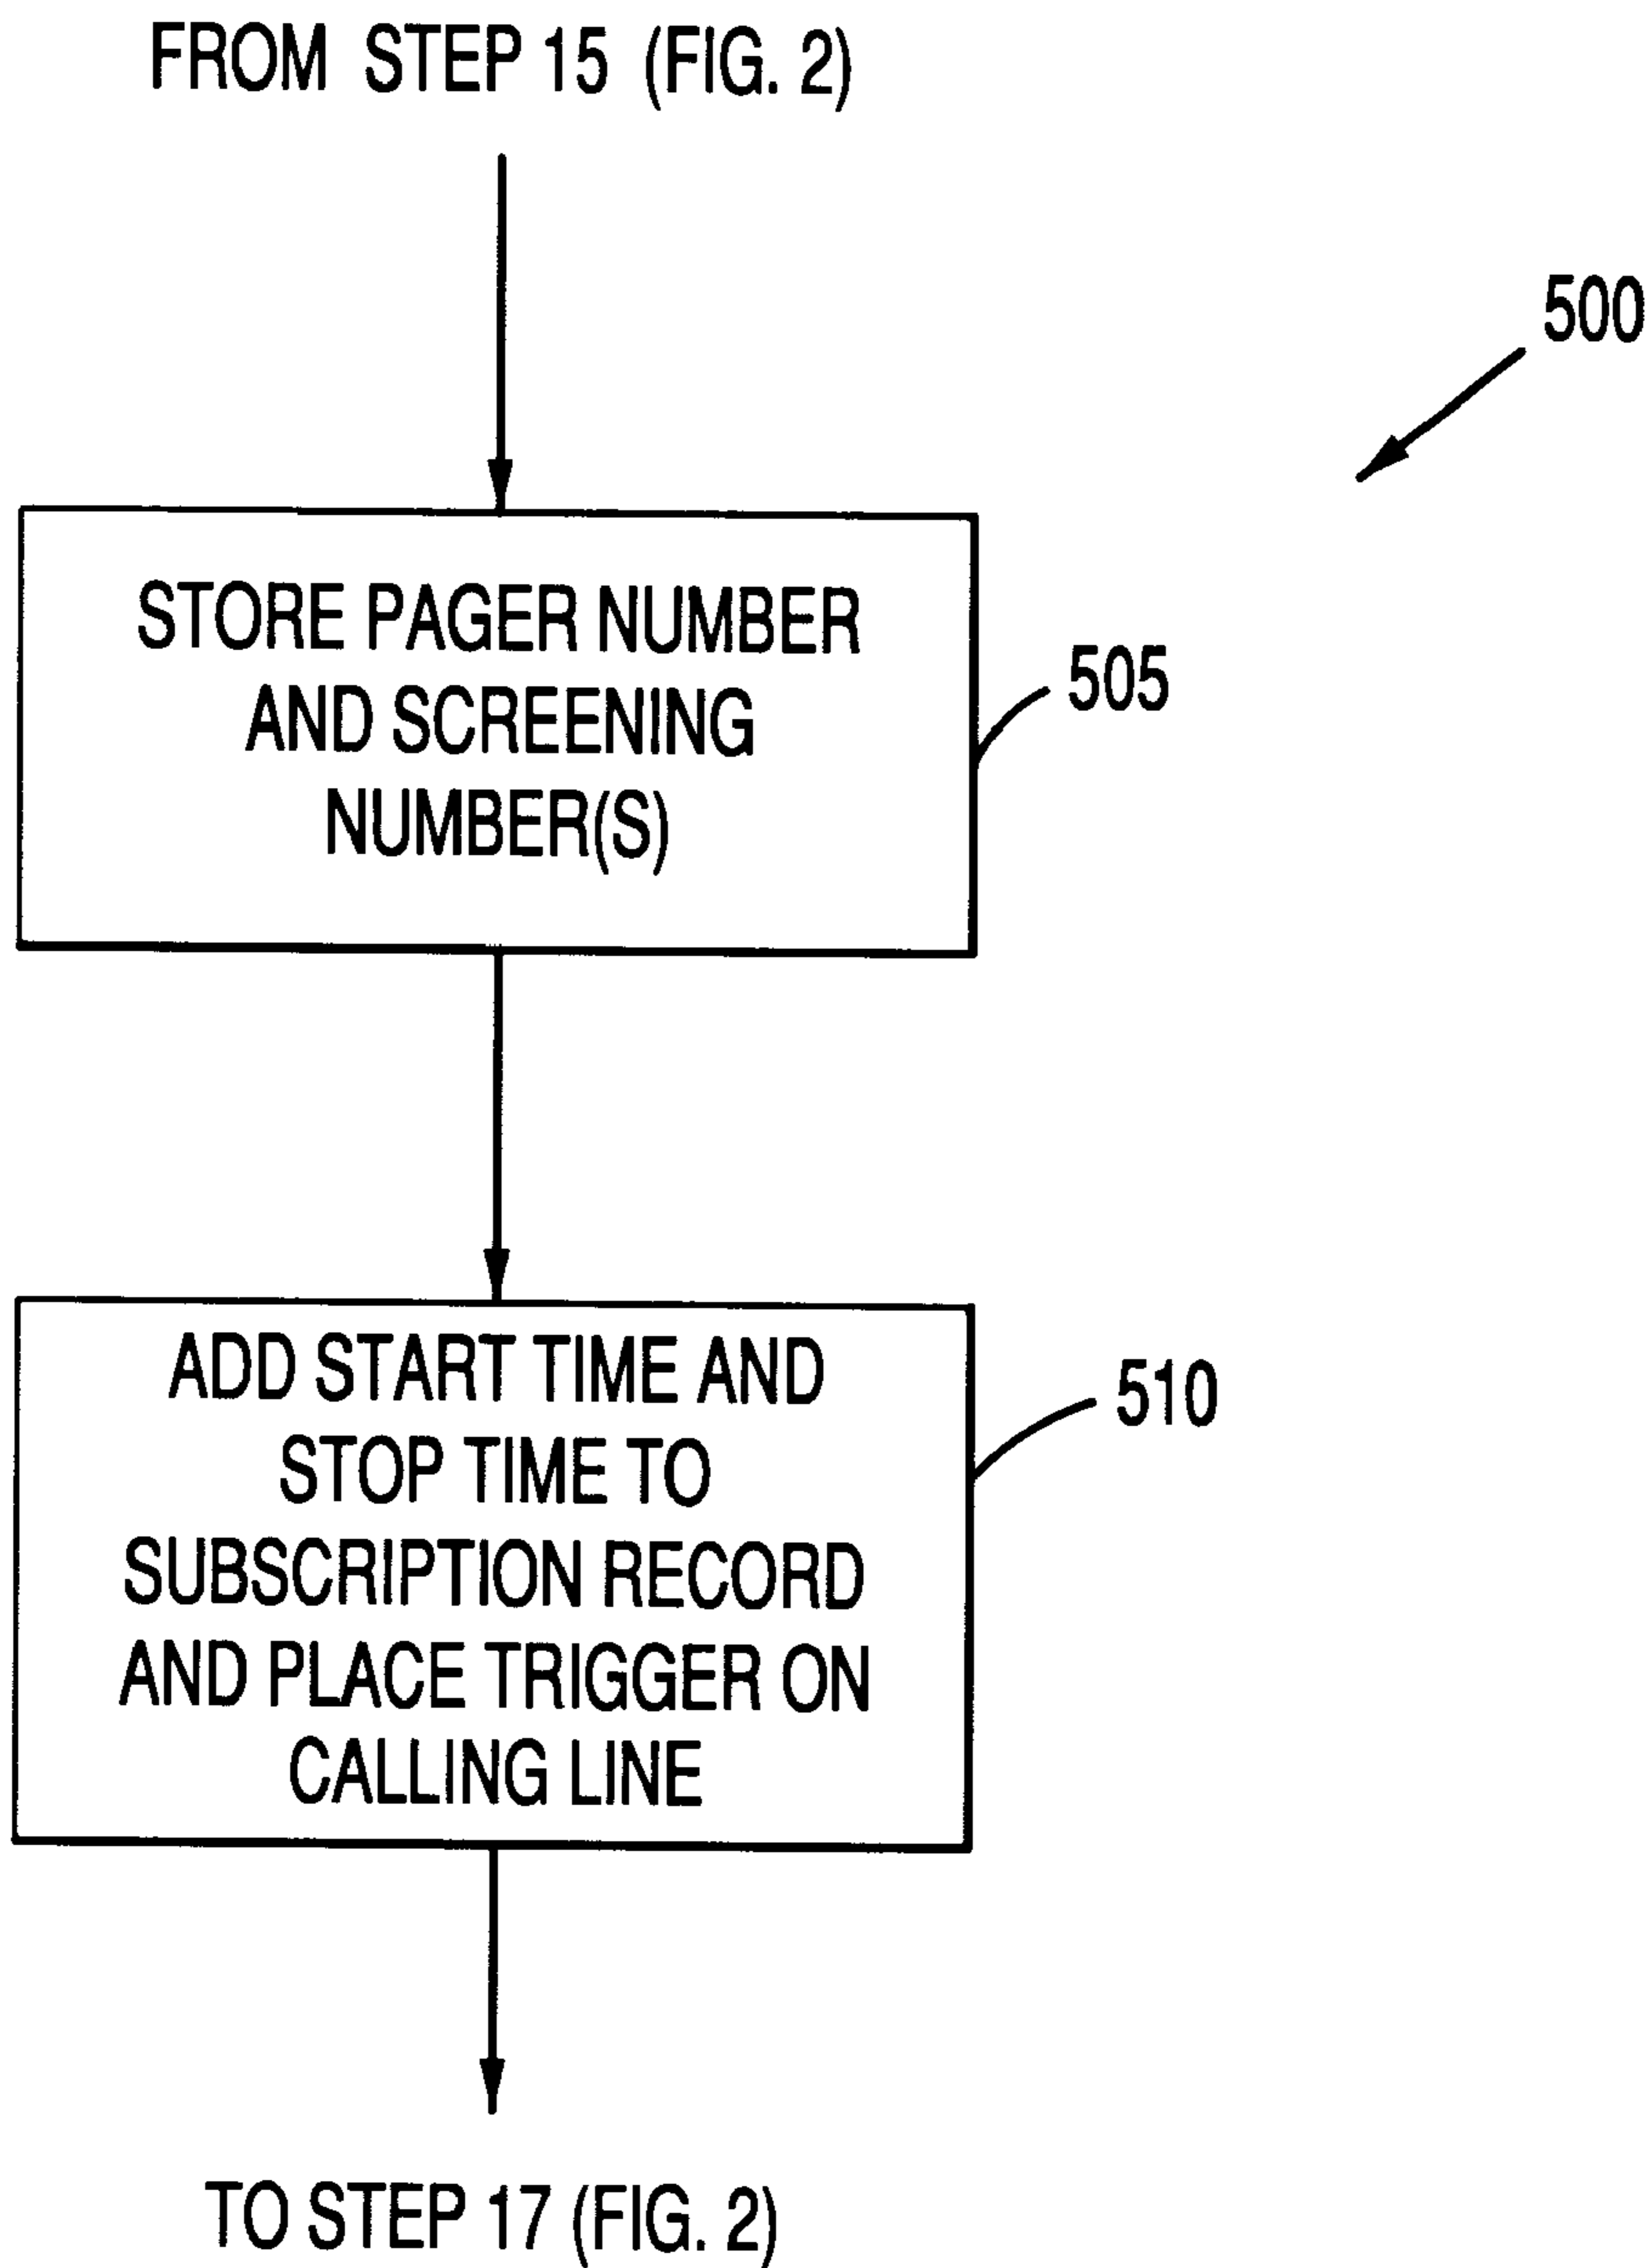 FROM STEP 15 (FIG. 2)
500
STORE PAGER NUMBER
AND SCREENING
NUMBER(S)
505
ADD START TIME AND
STOP TIME TO
SUBSCRIPTION RECORD
AND PLACE TRIGGER ON
CALLING LINE
510
TO STEP 17 (FIG. 2)